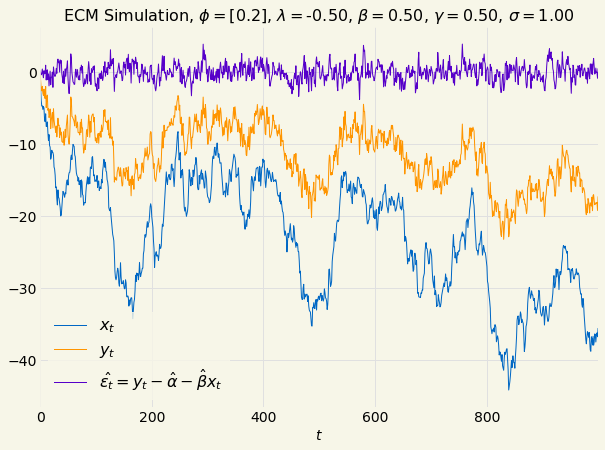 ECM Simulation, ϕ = [0.2], λ = -0.50, β = 0.50, γ = 0.50, σ = 1.00
0
−10
−20
−30
−40
x_t
y_t
ε̂_t = y_t − α̂ − β̂x_t
0 200 400 600 800
t